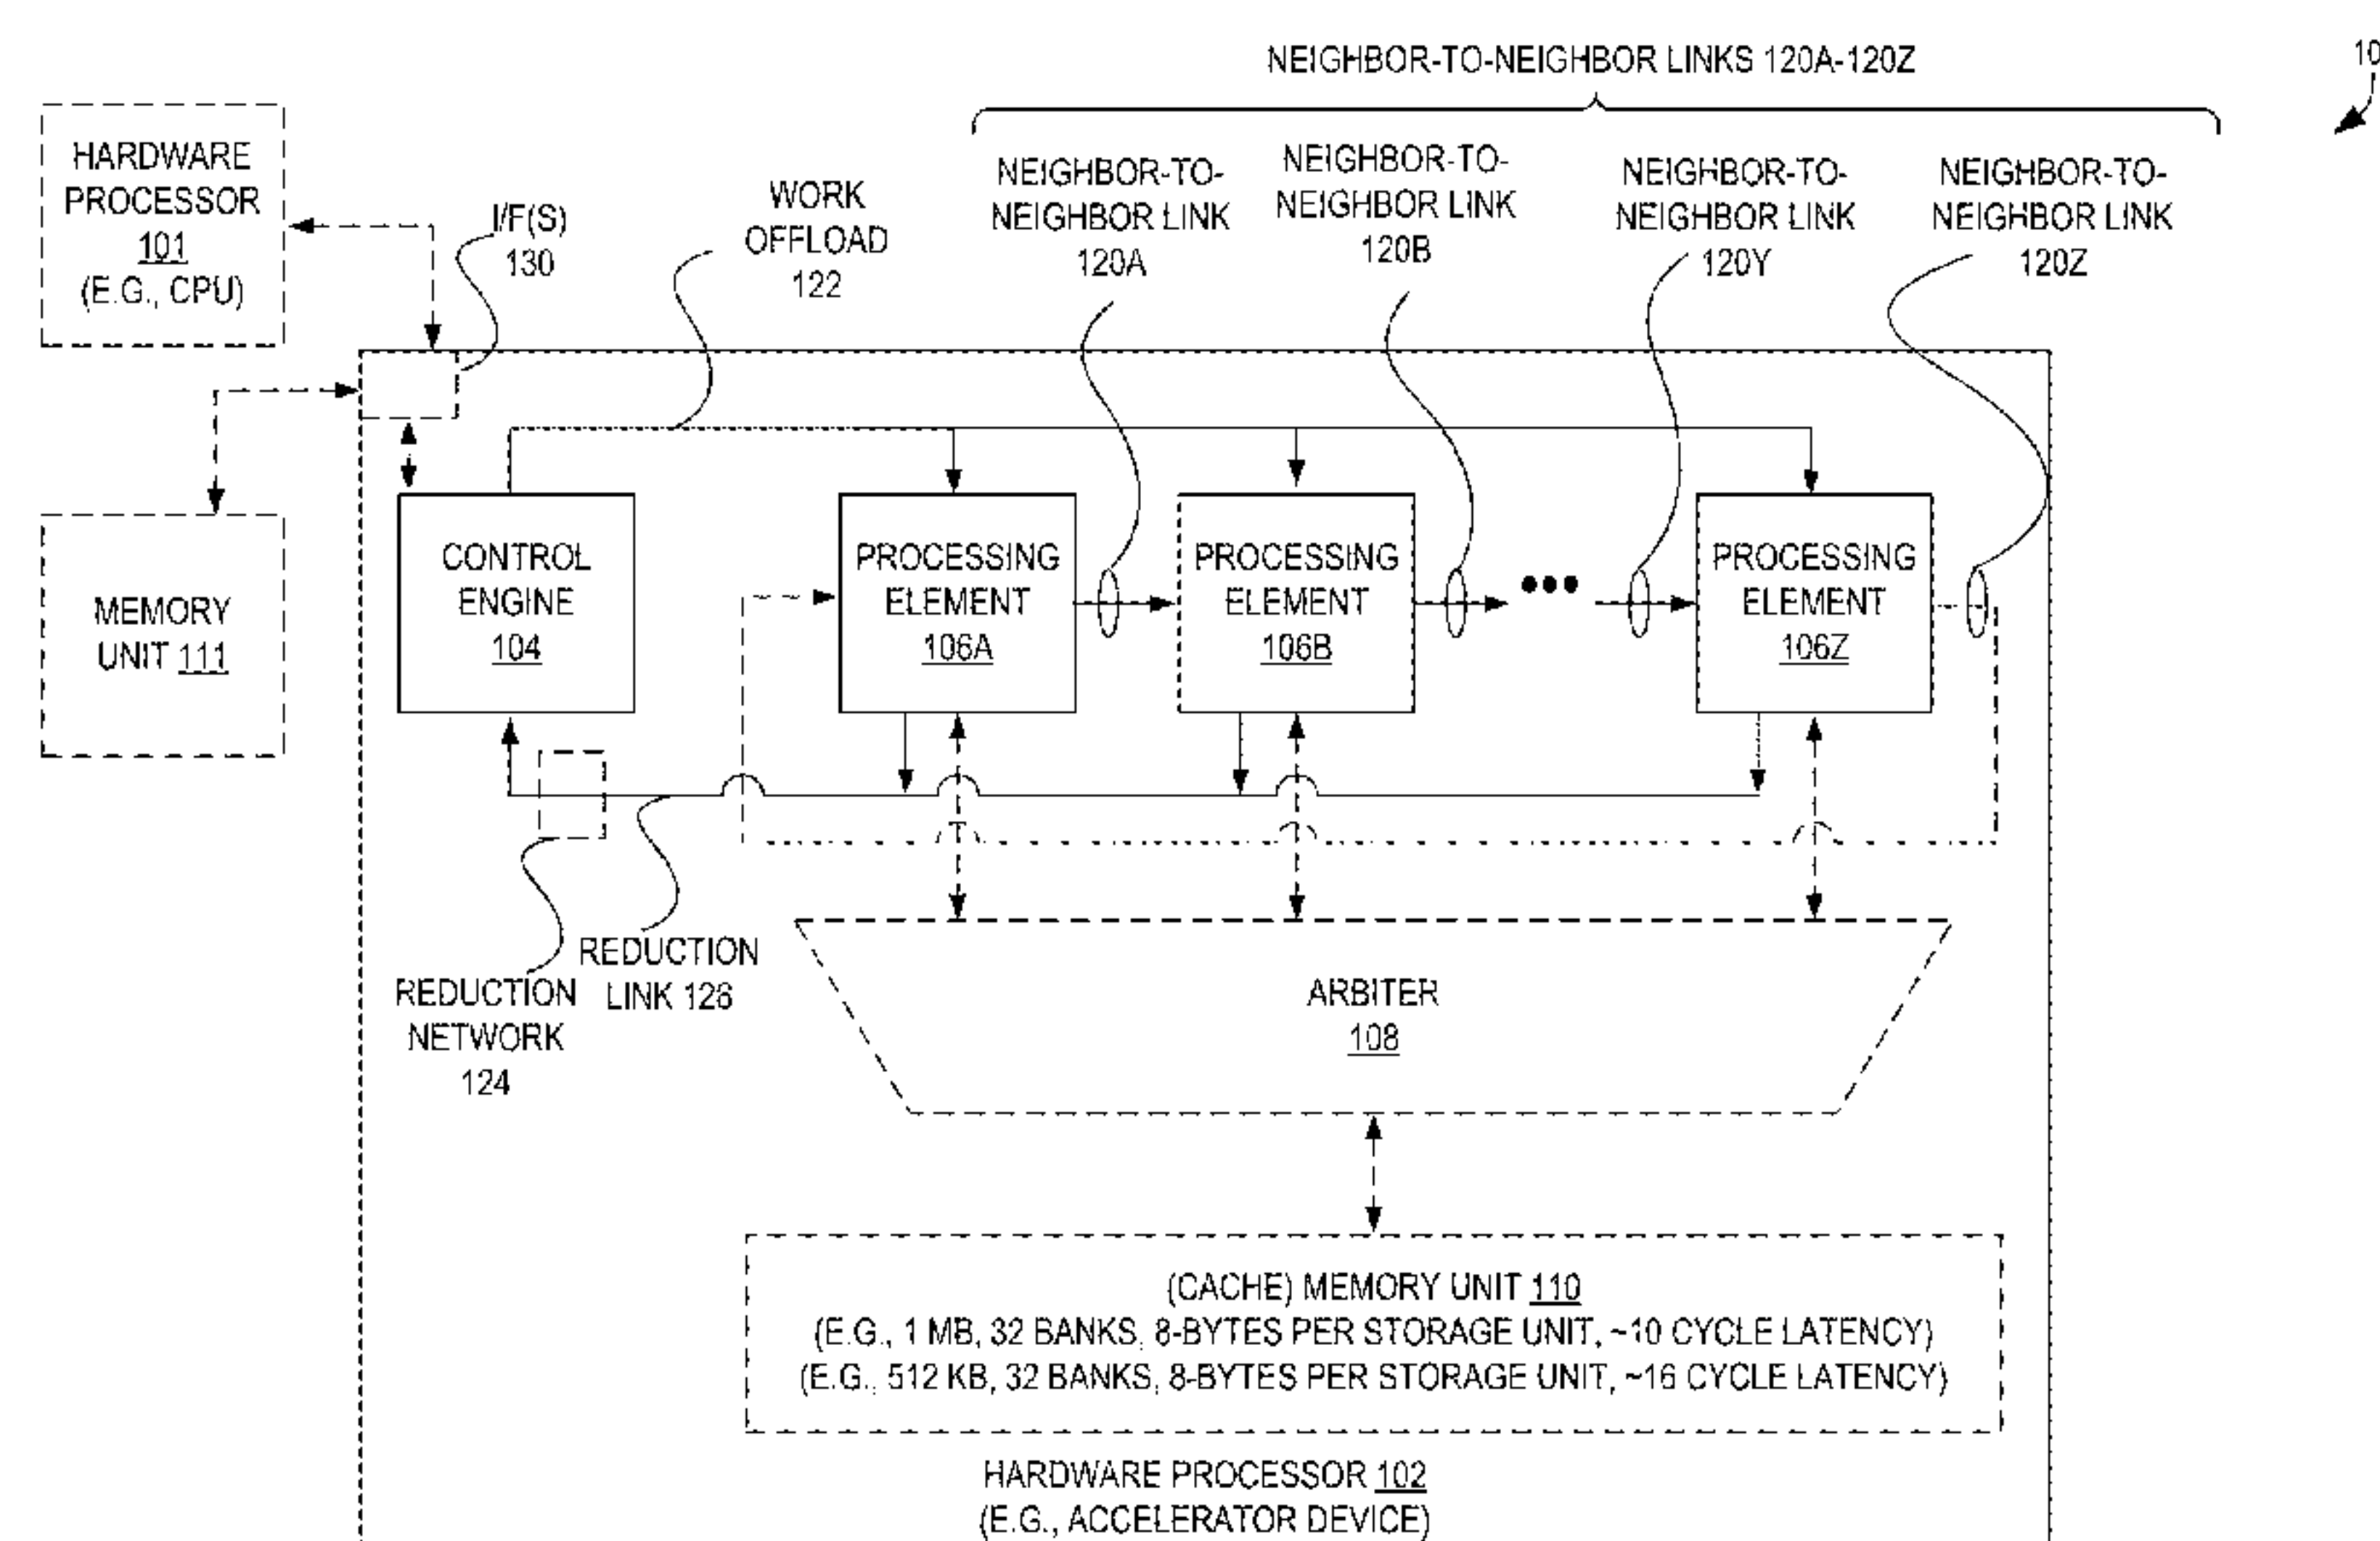 NEIGHBOR-TO-NEIGHBOR LINKS 120A-120Z
10
HARDWARE
PROCESSOR
101
(E.G., CPU)
I/F(S)
130
WORK
OFFLOAD
122
NEIGHBOR-TO-
NEIGHBOR LINK
120A
NEIGHBOR-TO-
NEIGHBOR LINK
120B
NEIGHBOR-TO-
NEIGHBOR LINK
120Y
NEIGHBOR-TO-
NEIGHBOR LINK
120Z
MEMORY
UNIT 111
CONTROL
ENGINE
104
PROCESSING
ELEMENT
106A
PROCESSING
ELEMENT
106B
PROCESSING
ELEMENT
106Z
REDUCTION
LINK 126
REDUCTION
NETWORK
124
ARBITER
108
(CACHE) MEMORY UNIT 110
(E.G., 1 MB, 32 BANKS, 8-BYTES PER STORAGE UNIT, ~10 CYCLE LATENCY)
(E.G., 512 KB, 32 BANKS, 8-BYTES PER STORAGE UNIT, ~16 CYCLE LATENCY)
HARDWARE PROCESSOR 102
(E.G., ACCELERATOR DEVICE)